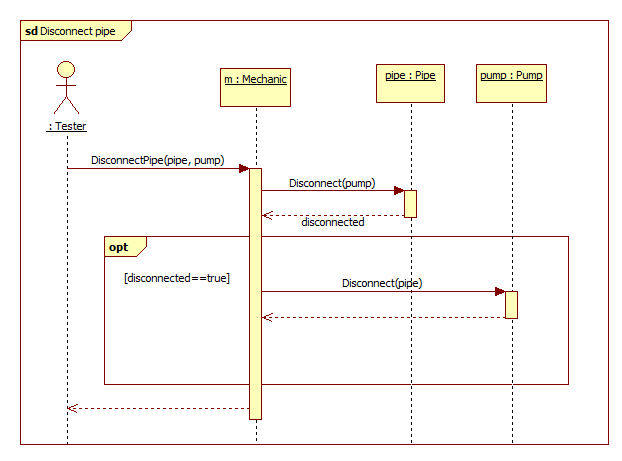 sd Disconnect pipe
m : Mechanic
pipe : Pipe
pump : Pump
: Tester
DisconnectPipe(pipe, pump)
Disconnect(pump)
disconnected
opt
[disconnected==true]
Disconnect(pipe)